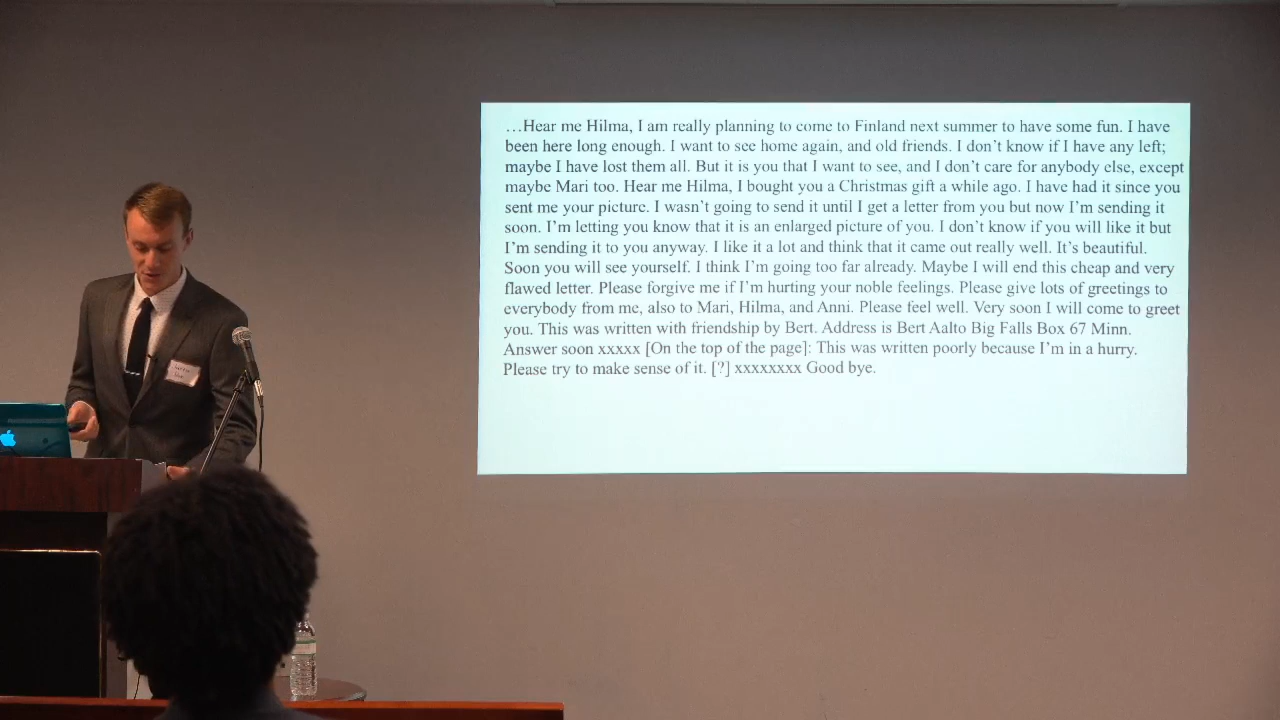 …Hear me Hilma, I am really planning to come to Finland next summer to have some fun. I have
been here long enough. I want to see home again, and old friends. I don’t know if I have any left;
maybe I have lost them all. But it is you that I want to see, and I don’t care for anybody else, except
maybe Mari too. Hear me Hilma, I bought you a Christmas gift a while ago. I have had it since you
sent me your picture. I wasn’t going to send it until I get a letter from you but now I’m sending it
soon. I’m letting you know that it is an enlarged picture of you. I don’t know if you will like it but
I’m sending it to you anyway. I like it a lot and think that it came out really well. It’s beautiful.
Soon you will see yourself. I think I’m going too far already. Maybe I will end this cheap and very
flawed letter. Please forgive me if I’m hurting your noble feelings. Please give lots of greetings to
everybody from me, also to Mari, Hilma, and Anni. Please feel well. Very soon I will come to greet
you. This was written with friendship by Bert. Address is Bert Aalto Big Falls Box 67 Minn.
Answer soon xxxxx [On the top of the page]: This was written poorly because I’m in a hurry.
Please try to make sense of it. [?] xxxxxxxx Good bye.